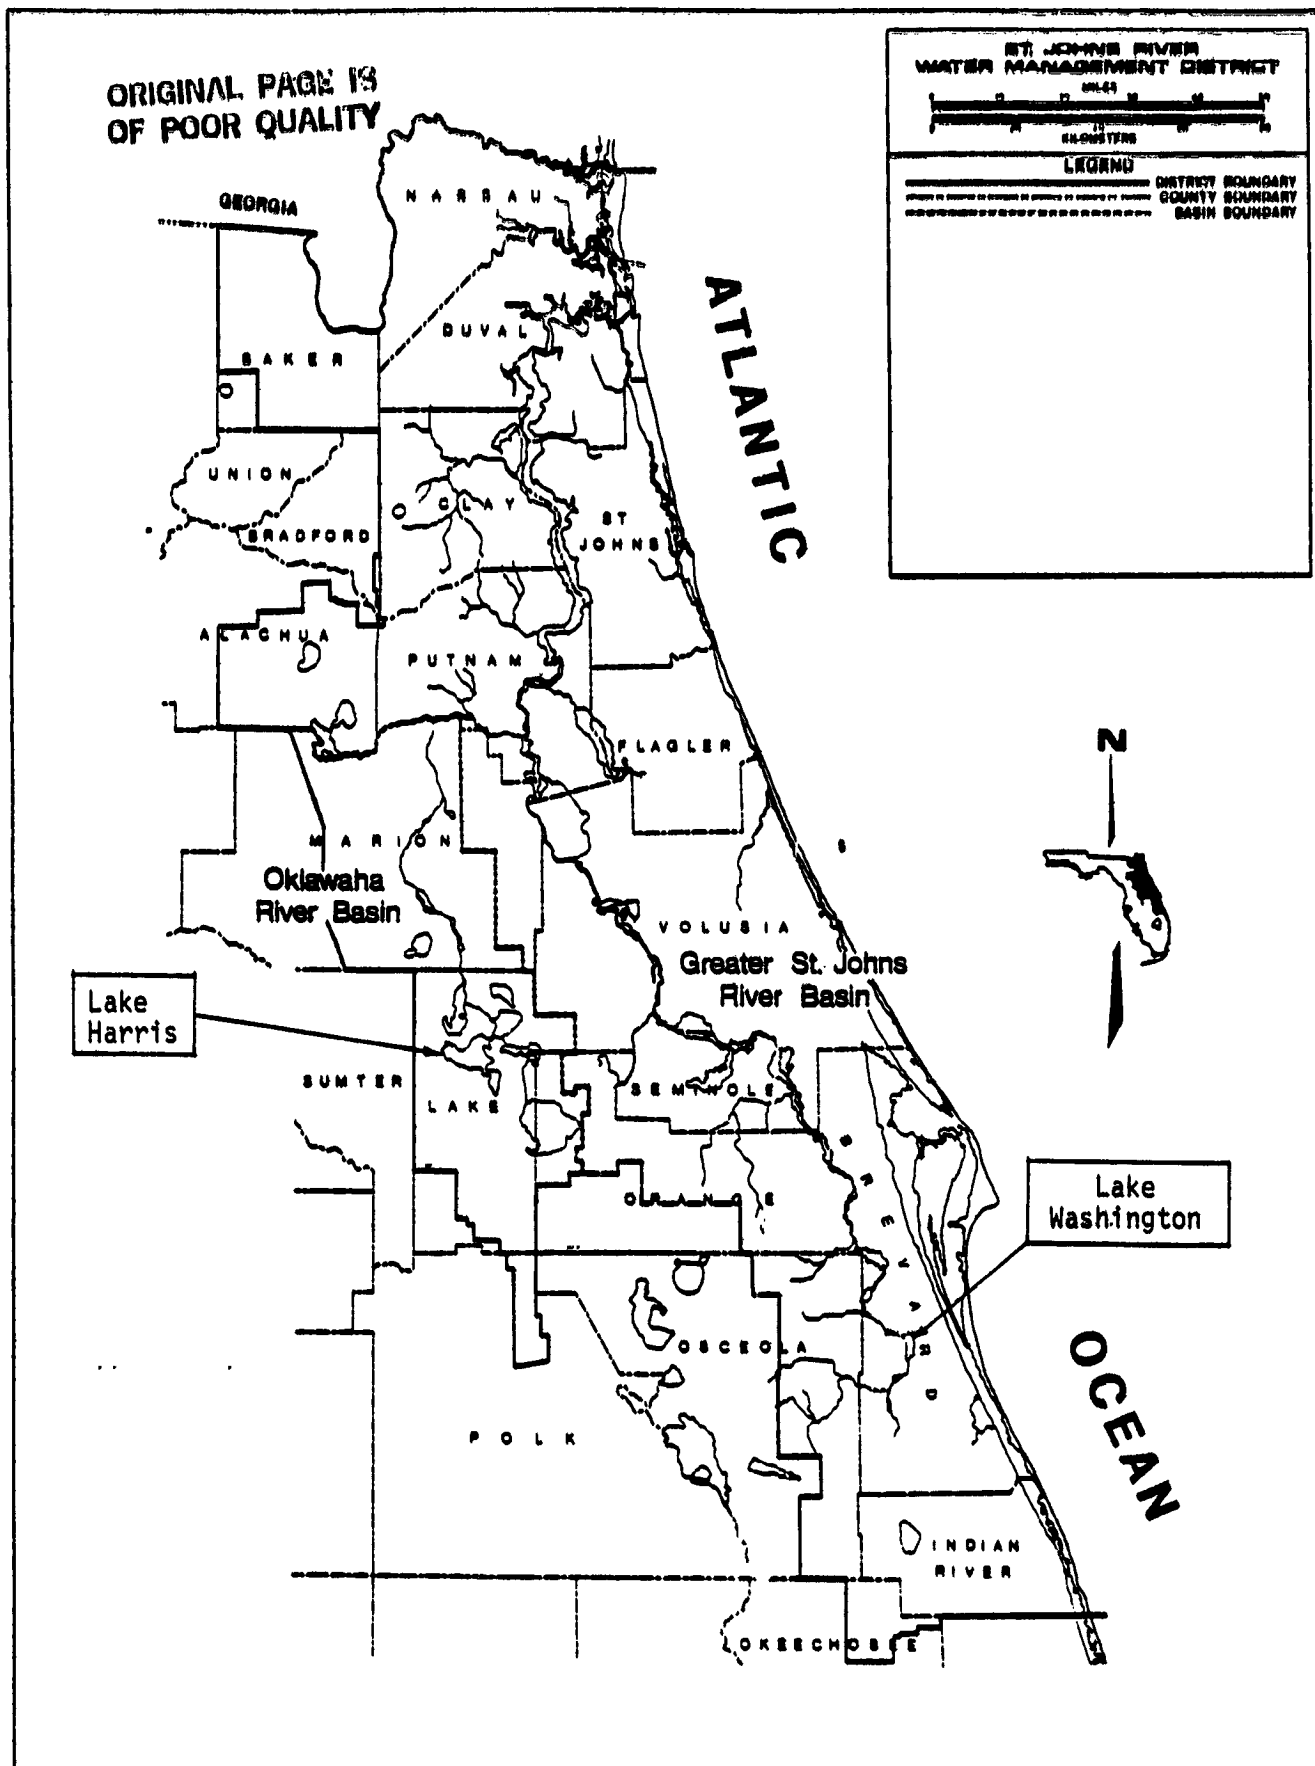 ORIGINAL PAGE IS
OF POOR QUALITY
ST. JOHNS RIVER
WATER MANAGEMENT DISTRICT
MILES
KILOMETERS
LEGEND
DISTRICT BOUNDARY
COUNTY BOUNDARY
BASIN BOUNDARY
GEORGIA
NASSAU
ATLANTIC
DUVAL
BAKER
UNION
CLAY
BRADFORD
ST
JOHNS
ALACHUA
PUTNAM
FLAGLER
N
MARION
Oklawaha
River Basin
VOLUSIA
Greater St. Johns
River Basin
Lake
Harris
SUMTER
LAKE
SEMINOLE
BREVARD
ORANGE
Lake
Washington
OSCEOLA
OCEAN
POLK
INDIAN
RIVER
OKEECHOBEE